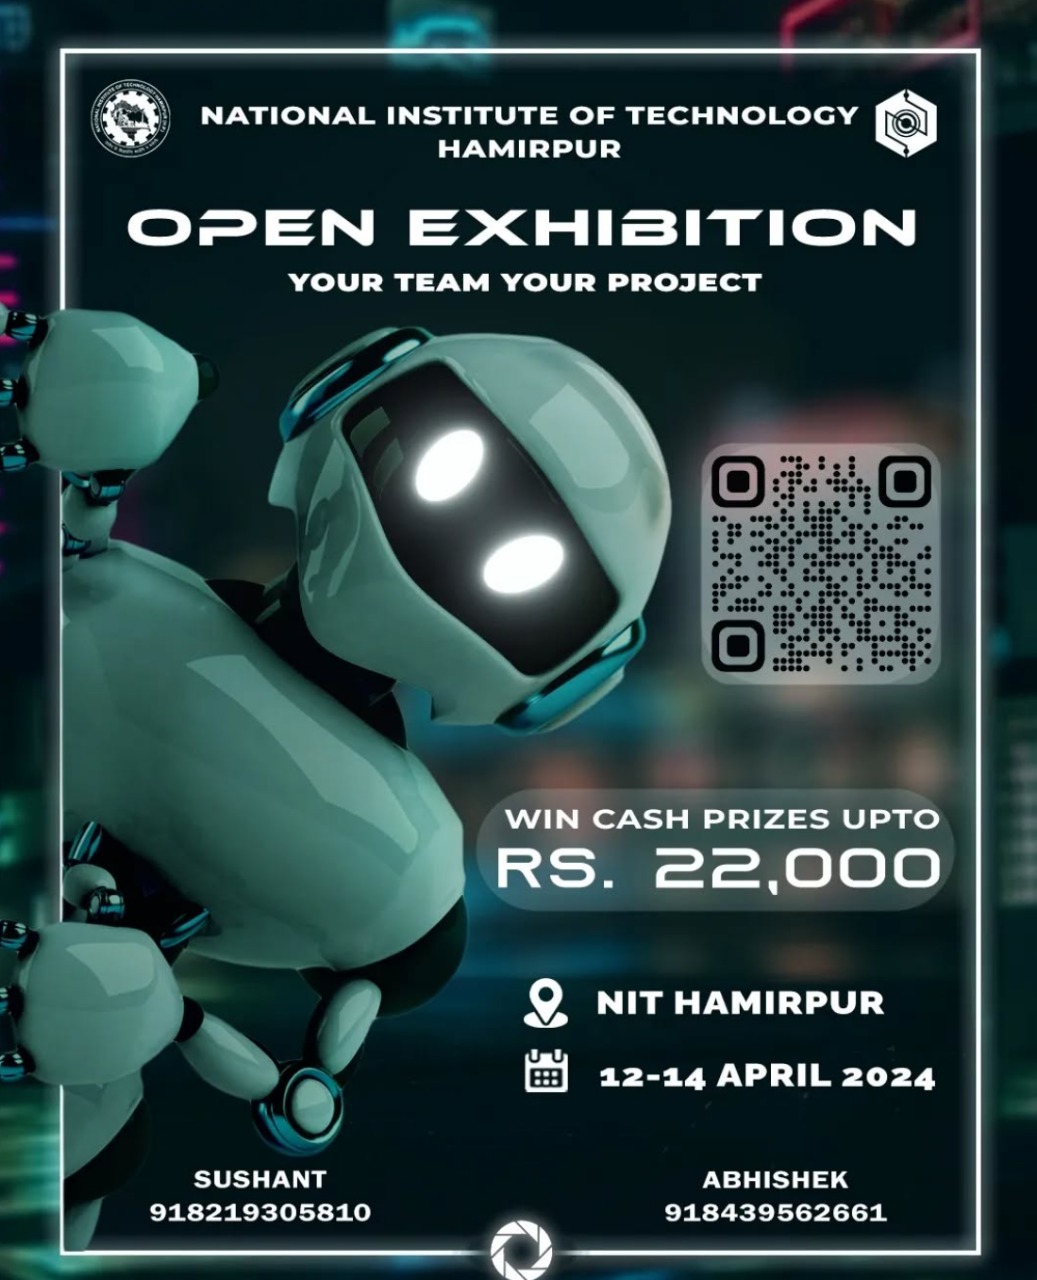 NATIONAL INSTITUTE OF TECHNOLOGY
HAMIRPUR
OPEN EXHIBITION
YOUR TEAM YOUR PROJECT
WIN CASH PRIZES UPTO
RS. 22,000
NIT HAMIRPUR
12-14 APRIL 2024
SUSHANT
918219305810
ABHISHEK
918439562661